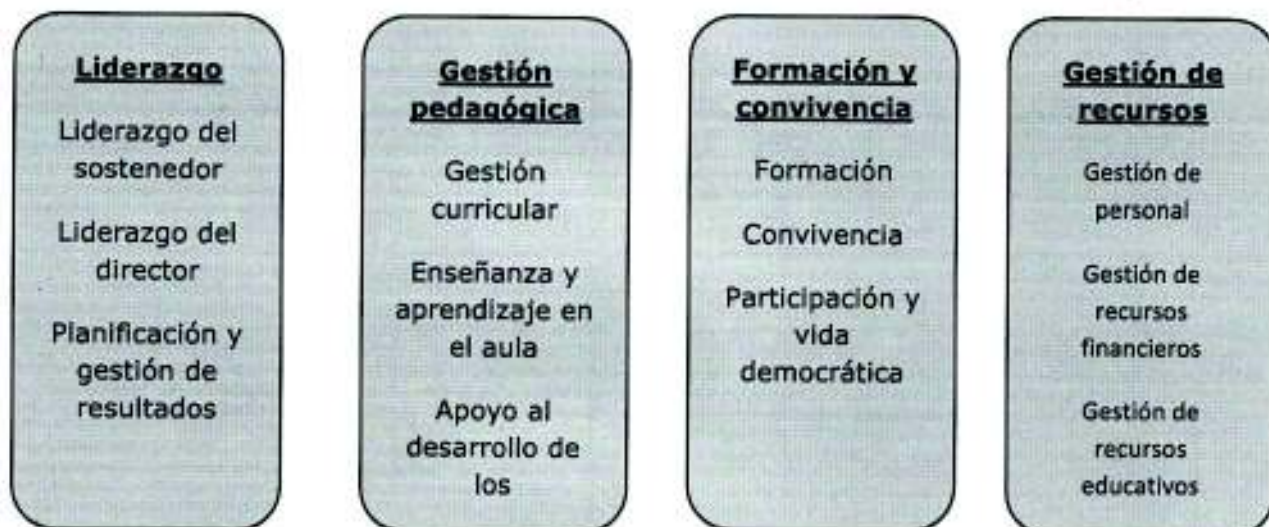 Liderazgo
Liderazgo del
sostenedor
Liderazgo del
director
Planificación y
gestión de
resultados
Gestión
pedagógica
Gestión
curricular
Enseñanza y
aprendizaje en
el aula
Apoyo al
desarrollo de
los
Formación y
convivencia
Formación
Convivencia
Participación y
vida
democrática
Gestión de
recursos
Gestión de
personal
Gestión de
recursos
financieros
Gestión de
recursos
educativos